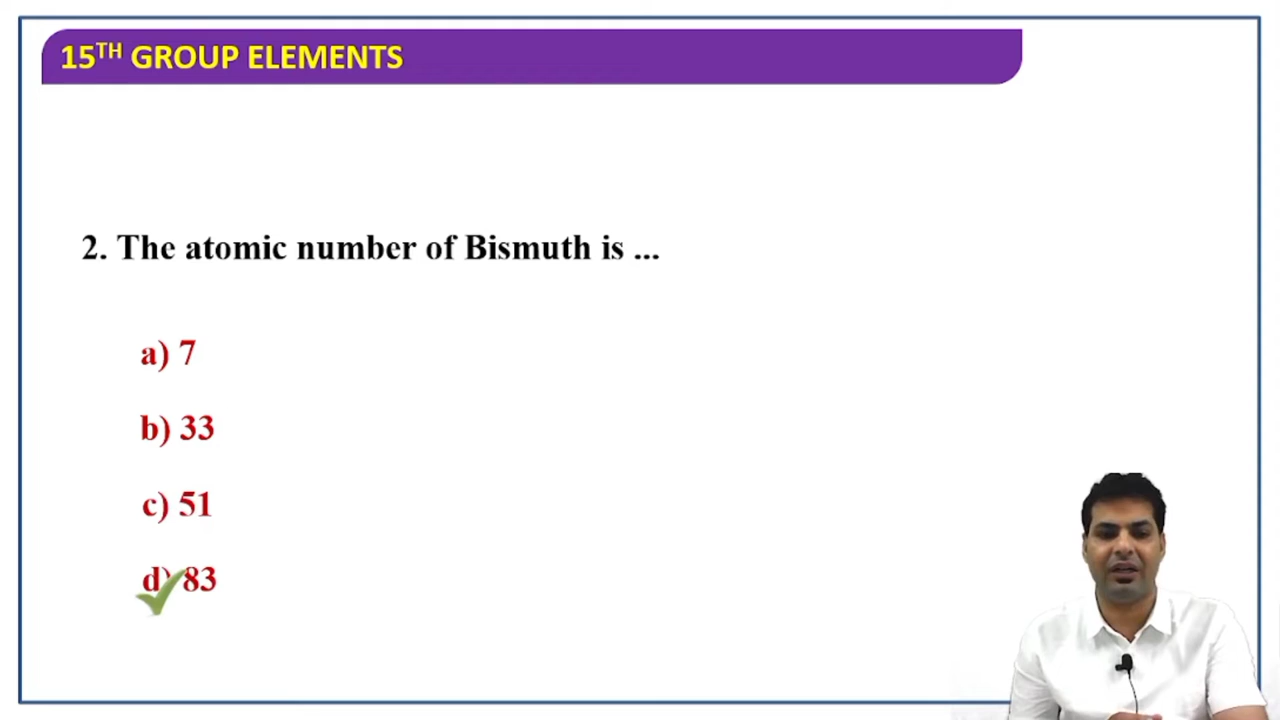 15TH GROUP ELEMENTS
2. The atomic number of Bismuth is ...
a) 7
b) 33
c) 51
d) 83